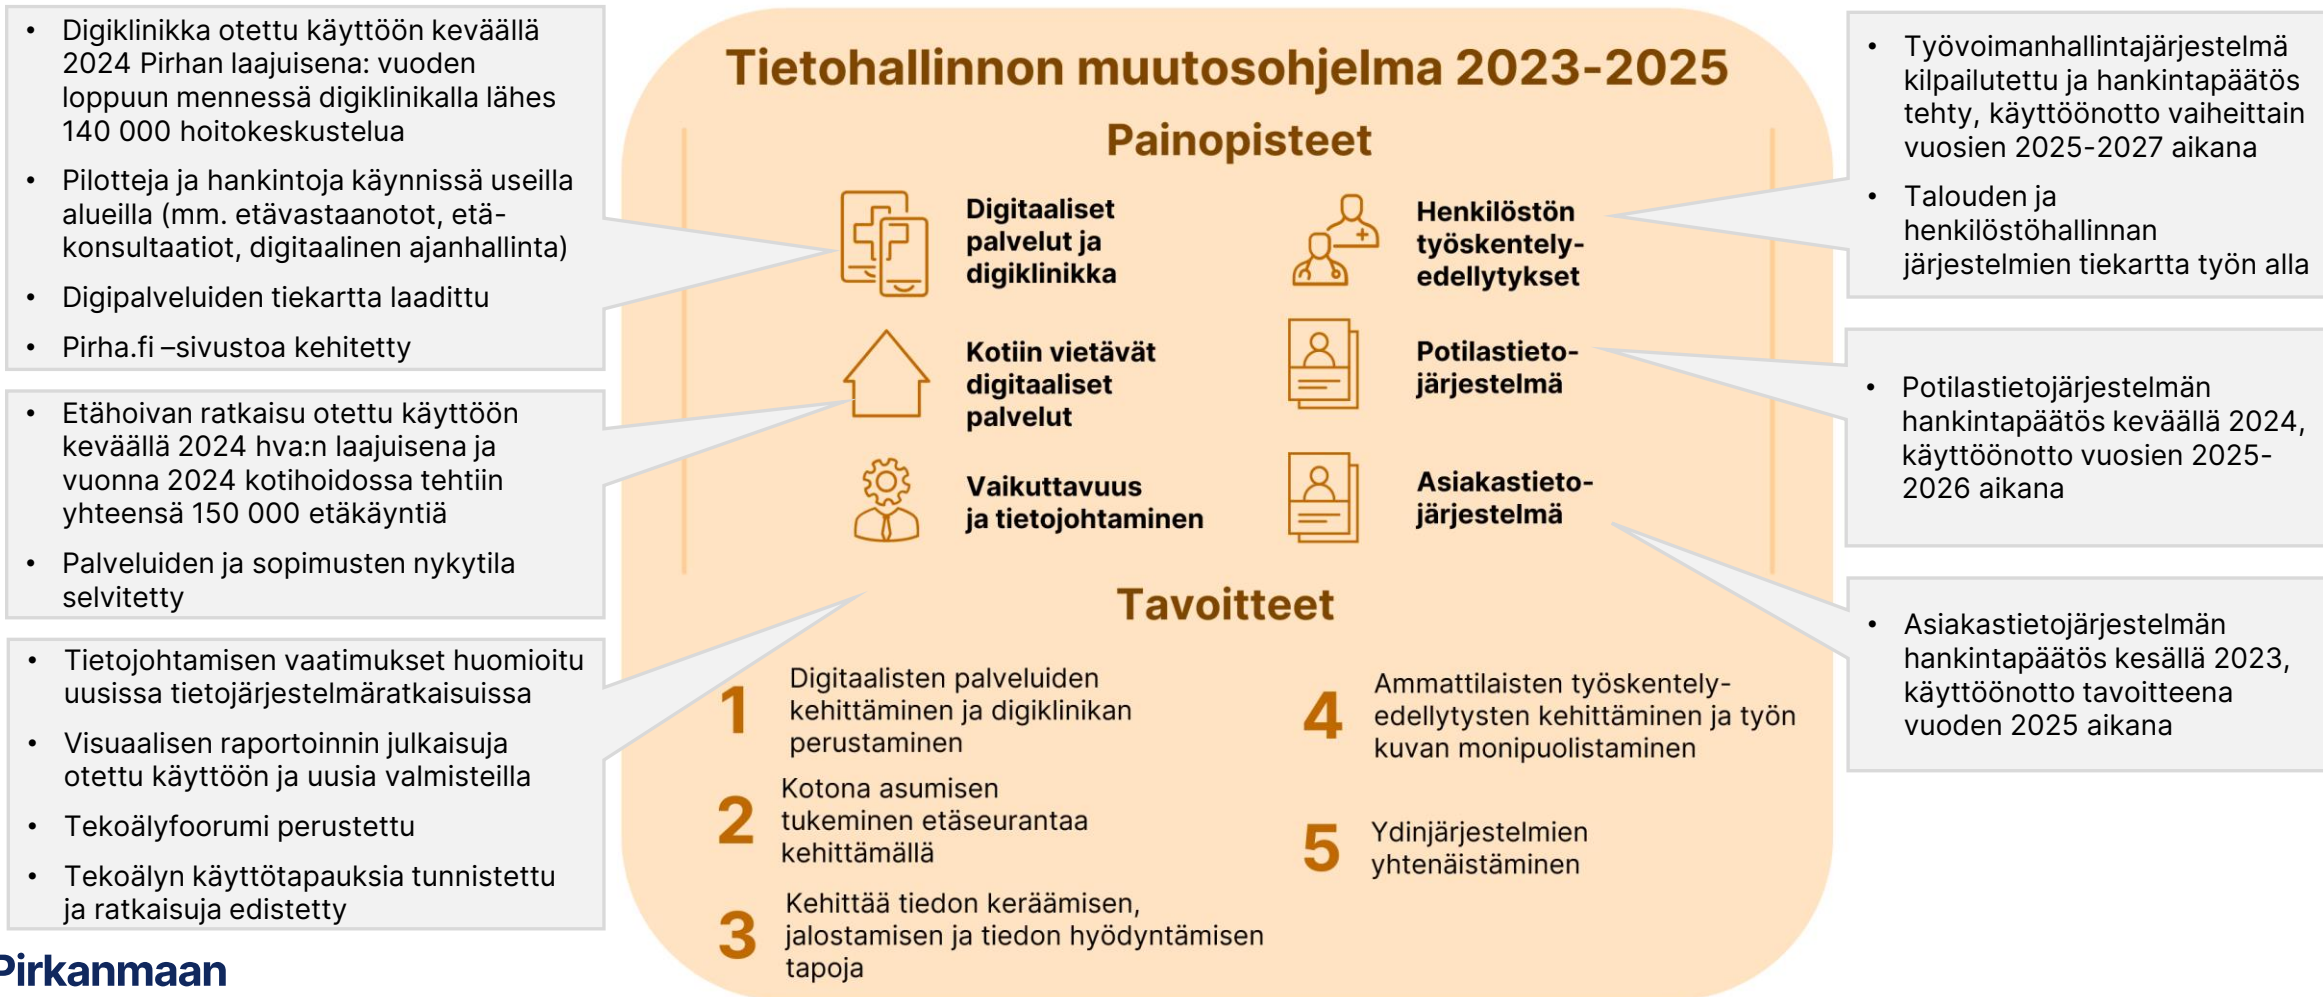 • Digiklinikka otettu käyttöön keväällä
2024 Pirhan laajuisena: vuoden
loppuun mennessä digiklinikalla lähes
140 000 hoitokeskustelua
• Pilotteja ja hankintoja käynnissä useilla
alueilla (mm. etävastaanotot, etä-
konsultaatiot, digitaalinen ajanhallinta)
• Digipalveluiden tiekartta laadittu
• Pirha.fi –sivustoa kehitetty
• Etähoivan ratkaisu otettu käyttöön
keväällä 2024 hva:n laajuisena ja
vuonna 2024 kotihoidossa tehtiin
yhteensä 150 000 etäkäyntiä
• Palveluiden ja sopimusten nykytila
selvitetty
• Tietojohtamisen vaatimukset huomioitu
uusissa tietojärjestelmäratkaisuissa
• Visuaalisen raportoinnin julkaisuja
otettu käyttöön ja uusia valmisteilla
• Tekoälyfoorumi perustettu
• Tekoälyn käyttötapauksia tunnistettu
ja ratkaisuja edistetty
Pirkanmaan
Tietohallinnon muutosohjelma 2023-2025
Painopisteet
Digitaaliset
palvelut ja
digiklinikka
Kotiin vietävät
digitaaliset
palvelut
Vaikuttavuus
ja tietojohtaminen
Henkilöstön
työskentely-
edellytykset
Potilastieto-
järjestelmä
Asiakastieto-
järjestelmä
Tavoitteet
1
Digitaalisten palveluiden
kehittäminen ja digiklinikan
perustaminen
2
Kotona asumisen
tukeminen etäseurantaa
kehittämällä
3
Kehittää tiedon keräämisen,
jalostamisen ja tiedon hyödyntämisen
tapoja
4
Ammattilaisten työskentely-
edellytysten kehittäminen ja työn
kuvan monipuolistaminen
5
Ydinjärjestelmien
yhtenäistäminen
• Työvoimanhallintajärjestelmä
kilpailutettu ja hankintapäätös
tehty, käyttöönotto vaiheittain
vuosien 2025-2027 aikana
• Talouden ja
henkilöstöhallinnan
järjestelmien tiekartta työn alla
• Potilastietojärjestelmän
hankintapäätös keväällä 2024,
käyttöönotto vuosien 2025-
2026 aikana
• Asiakastietojärjestelmän
hankintapäätös kesällä 2023,
käyttöönotto tavoitteena
vuoden 2025 aikana